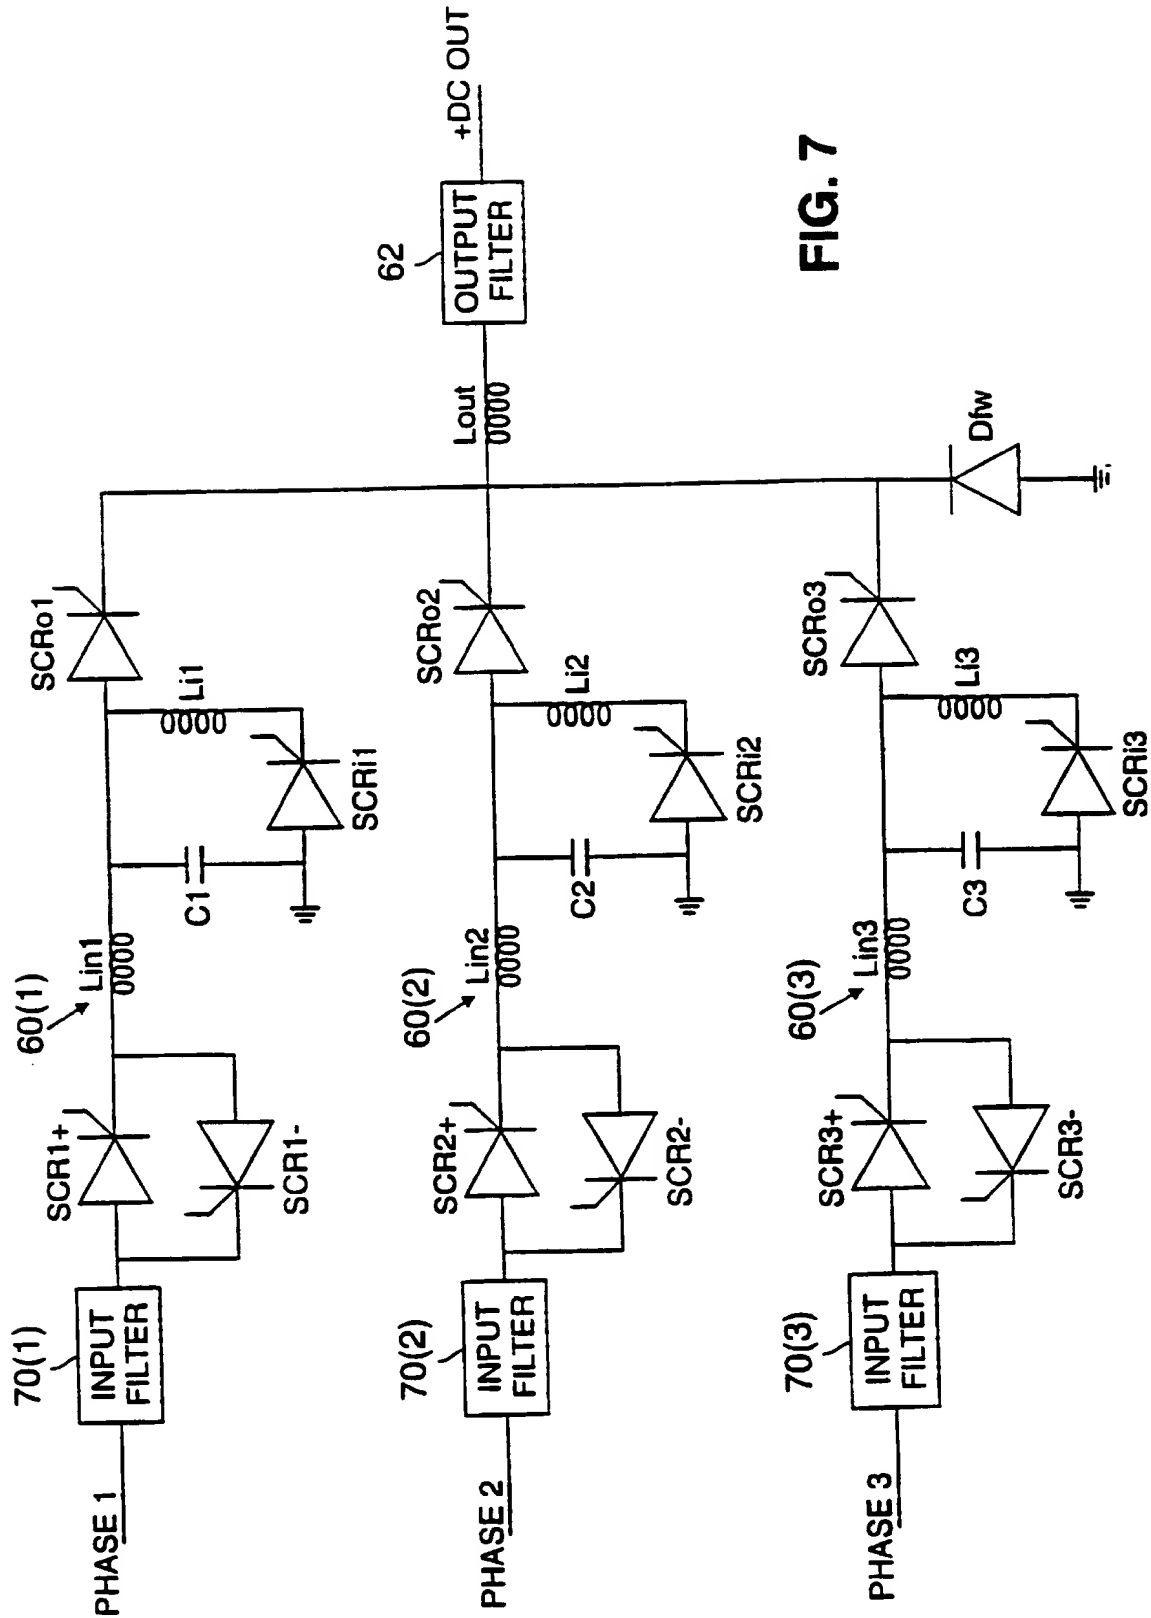 PHASE 1
70(1)
INPUT
FILTER
SCR1+
SCR1-
60(1)
Lin1
C1
SCRi1
Li1
SCRo1
PHASE 2
70(2)
INPUT
FILTER
SCR2+
SCR2-
60(2)
Lin2
C2
SCRi2
Li2
SCRo2
Lout
62
OUTPUT
FILTER
+DC OUT
PHASE 3
70(3)
INPUT
FILTER
SCR3+
SCR3-
60(3)
Lin3
C3
SCRi3
Li3
SCRo3
Dfw
FIG. 7